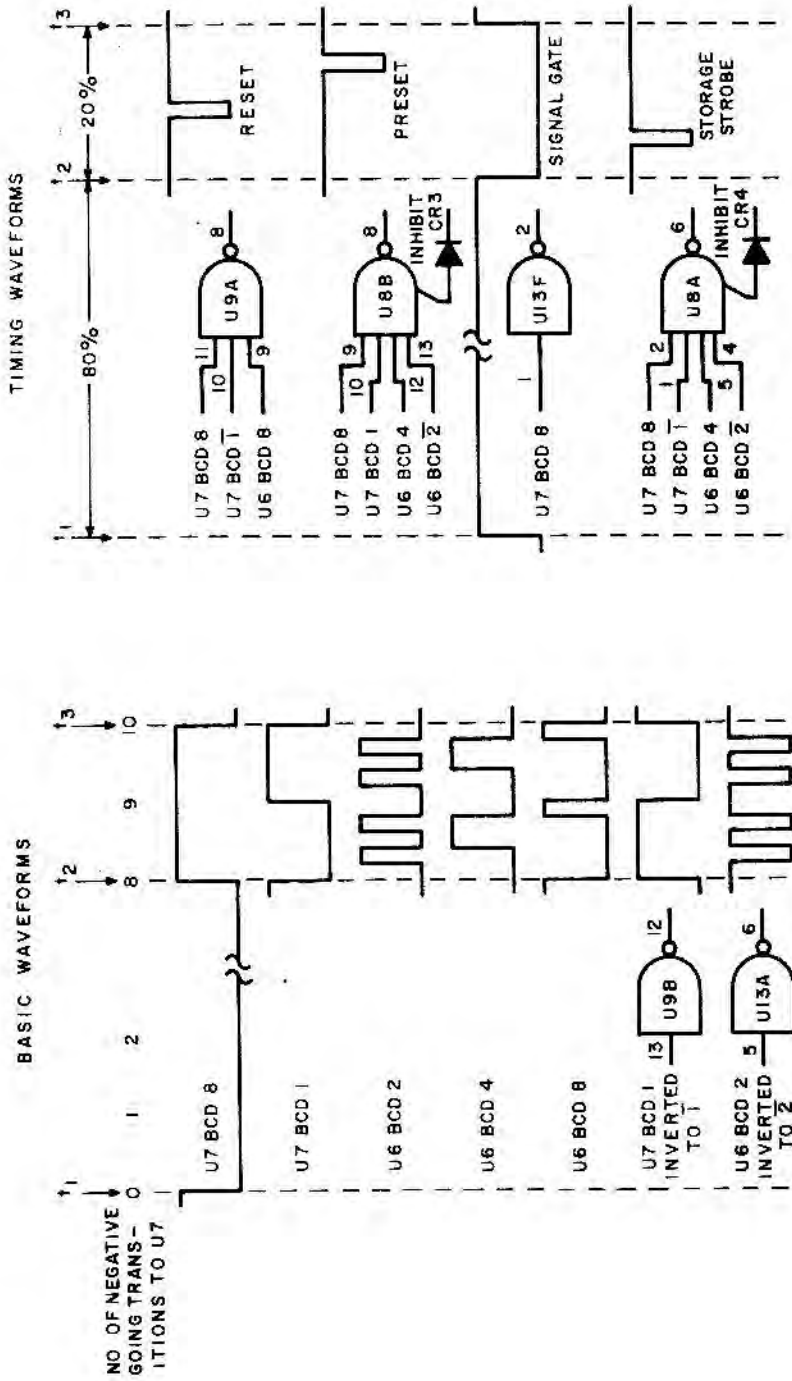 BASIC WAVEFORMS
t1
t2
t3
NO OF NEGATIVE
GOING TRANS-
ITIONS TO U7
0 1 2 8 9 10
U7 BCD 8
U7 BCD 1
U6 BCD 2
U6 BCD 4
U6 BCD 8
U7 BCD 1
INVERTED
TO 1̅
13 U9B 12
U6 BCD 2
INVERTED
TO 2̅
5 U13A 6
TIMING WAVEFORMS
t1
t2
t3
80%
20%
U7 BCD 8
U7 BCD 1̅
U6 BCD 8
11
10
9
U9A
8
RESET
U7 BCD 8
U7 BCD 1
U6 BCD 4
U6 BCD 2̅
9
10
12
13
U8B
8
INHIBIT
CR3
PRESET
U7 BCD 8
1
U13F
2
SIGNAL GATE
U7 BCD 8
U7 BCD 1̅
U6 BCD 4
U6 BCD 2̅
2
1
5
4
U8A
6
INHIBIT
CR4
STORAGE
STROBE